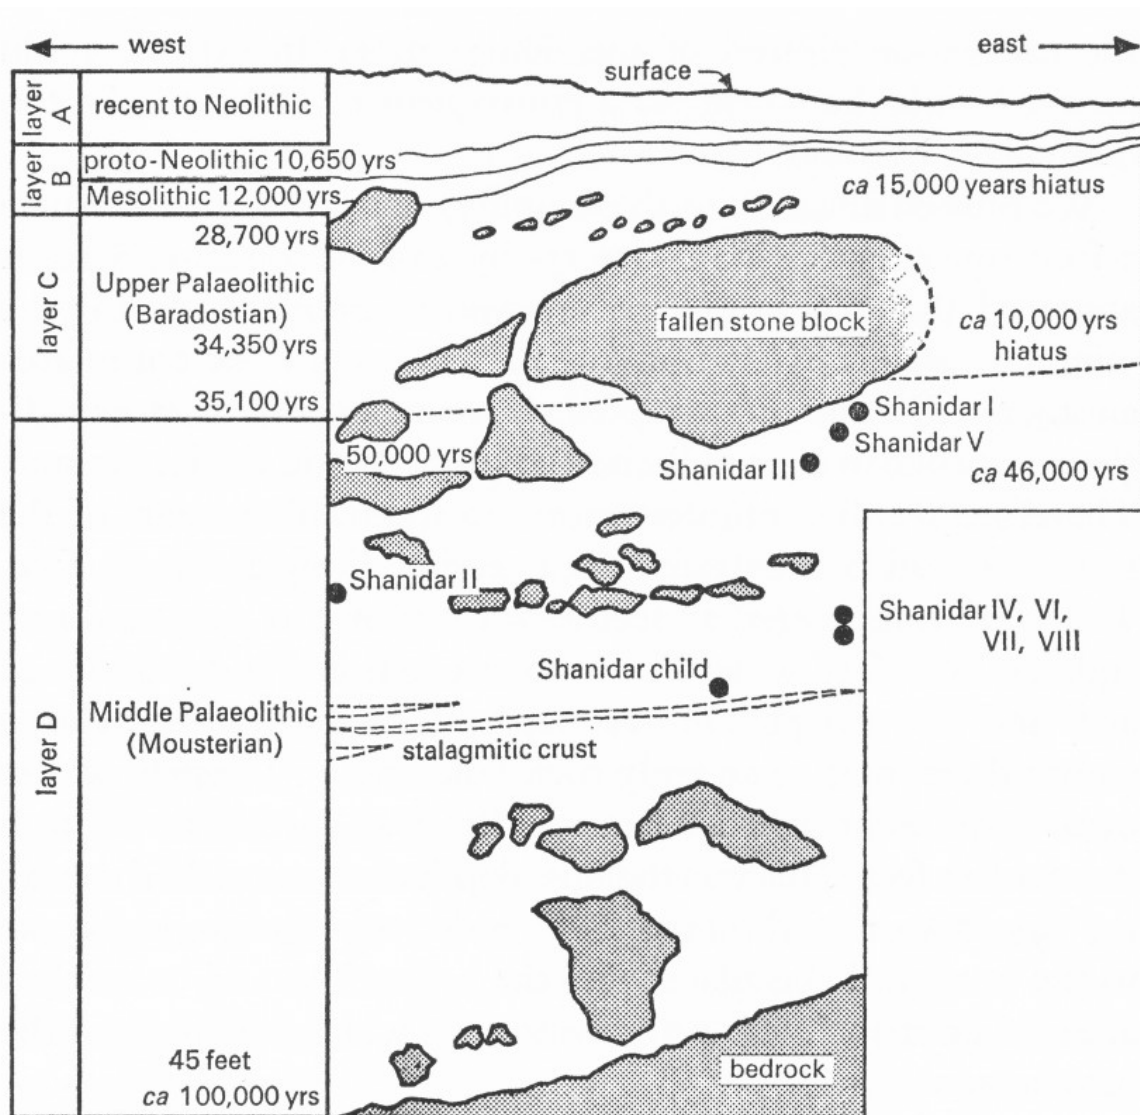 west
east
surface
layer A
recent to Neolithic
layer B
proto-Neolithic 10,650 yrs
Mesolithic 12,000 yrs
ca 15,000 years hiatus
layer C
28,700 yrs
Upper Palaeolithic
(Baradostian)
34,350 yrs
35,100 yrs
fallen stone block
ca 10,000 yrs
hiatus
Shanidar I
Shanidar V
Shanidar III
ca 46,000 yrs
50,000 yrs
Shanidar II
Shanidar IV, VI,
VII, VIII
Shanidar child
layer D
Middle Palaeolithic
(Mousterian)
stalagmitic crust
45 feet
ca 100,000 yrs
bedrock